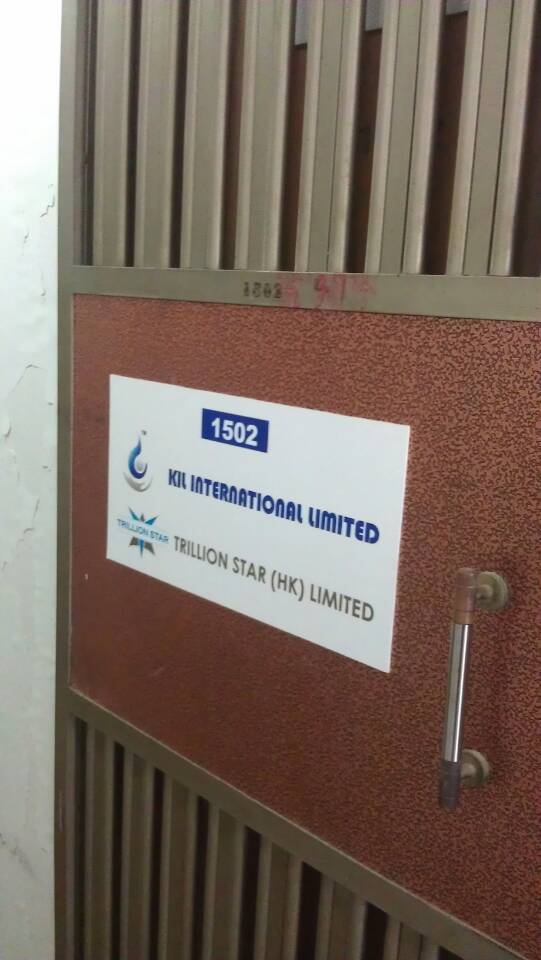 1502
1502
KIL INTERNATIONAL LIMITED
TRILLION STAR
TRILLION STAR (HK) LIMITED